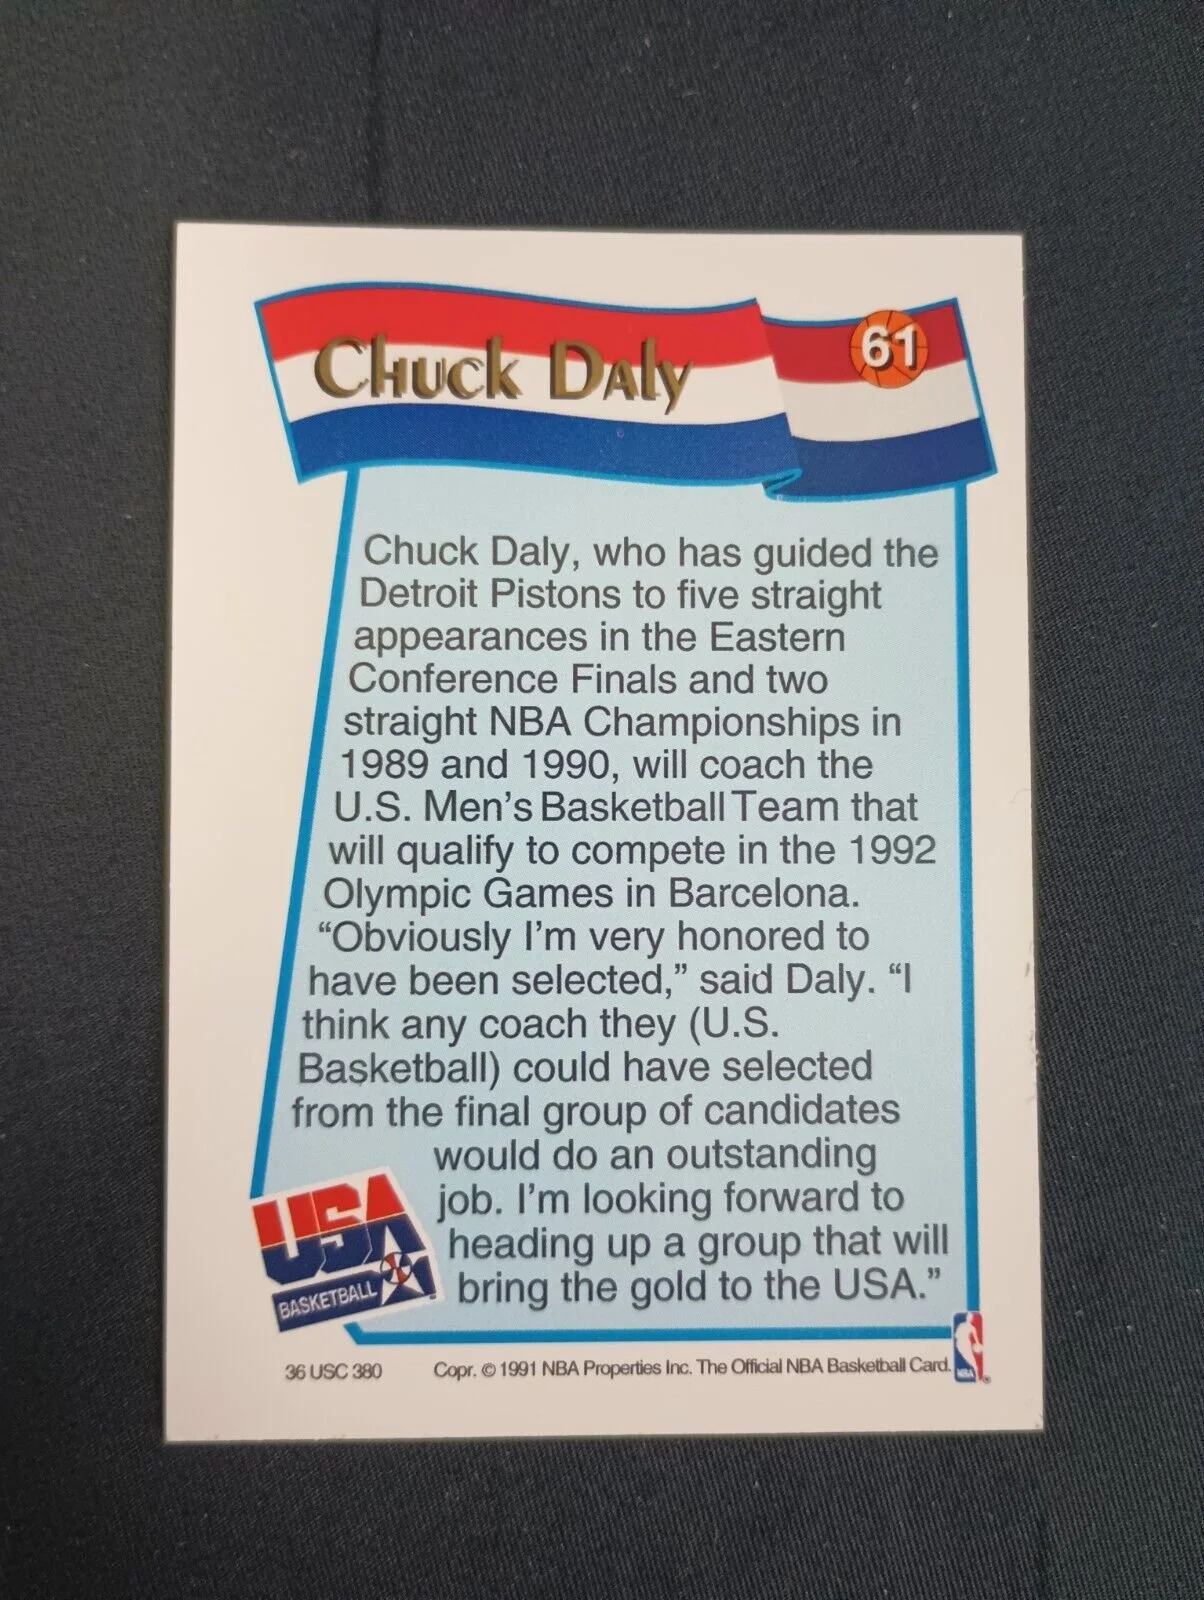 Chuck Daly
61
Chuck Daly, who has guided the
Detroit Pistons to five straight
appearances in the Eastern
Conference Finals and two
straight NBA Championships in
1989 and 1990, will coach the
U.S. Men's Basketball Team that
will qualify to compete in the 1992
Olympic Games in Barcelona.
“Obviously I'm very honored to
have been selected,” said Daly. “I
think any coach they (U.S.
Basketball) could have selected
from the final group of candidates
would do an outstanding
job. I'm looking forward to
heading up a group that will
bring the gold to the USA.”
USA
BASKETBALL
36 USC 380
Copr. © 1991 NBA Properties Inc. The Official NBA Basketball Card.
NBA
®